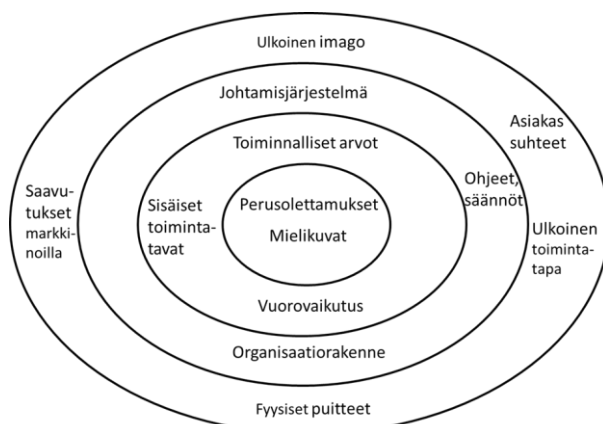 Ulkoinen imago
Johtamisjärjestelmä
Asiakas
suhteet
Toiminnalliset arvot
Ohjeet,
säännöt
Saavu-
tukset
markki-
noilla
Sisäiset
toiminta-
tavat
Perusolettamukset
Mielikuvat
Ulkoinen
toiminta-
tapa
Vuorovaikutus
Organisaatiorakenne
Fyysiset puitteet